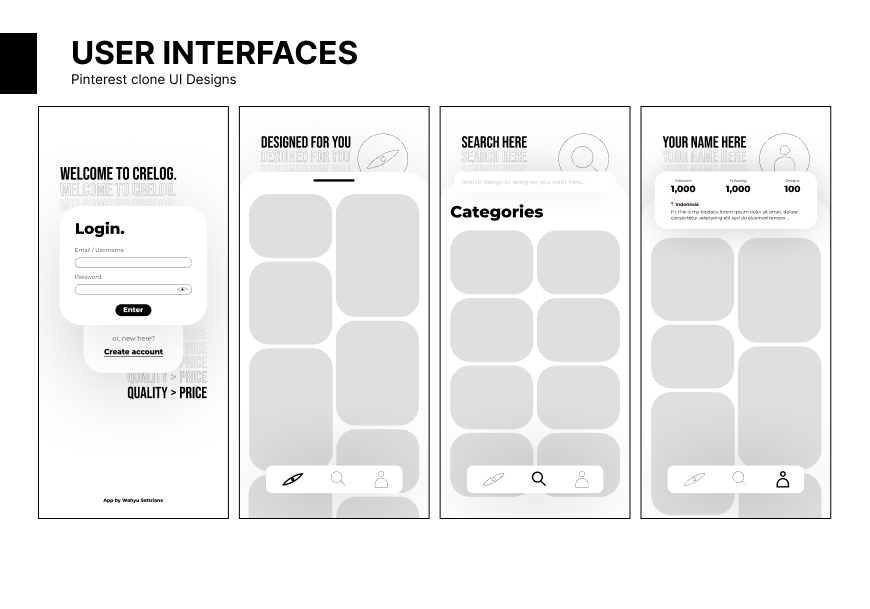 USER INTERFACES
Pinterest clone UI Designs
WELCOME TO CRELOG.
WELCOME TO CRELOG.
Login.
Email / Username
Password
Enter
or, new here?
Create account
PRICE
PRICE
QUALITY > PRICE
QUALITY > PRICE
App by Wahyu Sattriana
DESIGNED FOR YOU
DESIGNED FOR YOU
SEARCH HERE
SEARCH HERE
Search design or designer you want here...
Categories
YOUR NAME HERE
YOUR NAME HERE
Followers Following Designs
1,000 1,000 100
Indonesia
Hi, this is my biodata. lorem ipsum dolor sit amet, dolore
consectetur adipiscing elit sed do eiusmod tempor...